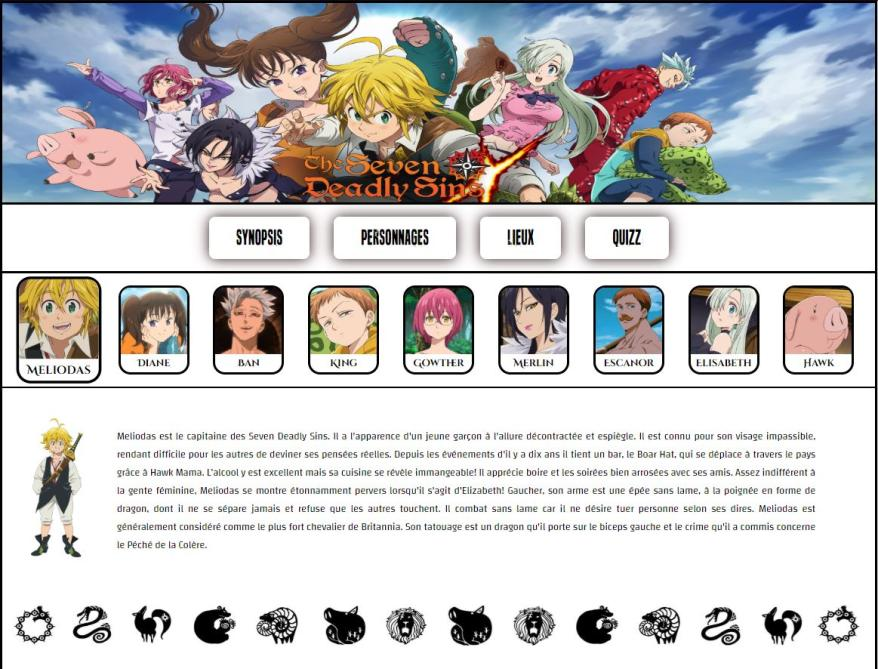 The Seven
Deadly Sins
SYNOPSIS
PERSONNAGES
LIEUX
QUIZZ
MELIODAS
DIANE
BAN
KING
GOWTHER
MERLIN
ESCANOR
ELISABETH
HAWK
Meliodas est le capitaine des Seven Deadly Sins. Il a l'apparence d'un jeune garçon à l'allure décontractée et espiègle. Il est connu pour son visage impassible,
rendant difficile pour les autres de deviner ses pensées réelles. Depuis les événements d'il y a dix ans il tient un bar, le Boar Hat, qui se déplace à travers le pays
grâce à Hawk Mama. L'alcool y est excellent mais sa cuisine se révèle immangeable! Il apprécie boire et les soirées bien arrosées avec ses amis. Assez indifférent à
la gente féminine, Meliodas se montre étonnamment pervers lorsqu'il s'agit d'Elizabeth! Gaucher, son arme est une épée sans lame, à la poignée en forme de
dragon, dont il ne se sépare jamais et refuse que les autres touchent. Il combat sans lame car il ne désire tuer personne selon ses dires. Meliodas est
généralement considéré comme le plus fort chevalier de Britannia. Son tatouage est un dragon qu'il porte sur le biceps gauche et le crime qu'il a commis concerne
le Péché de la Colère.